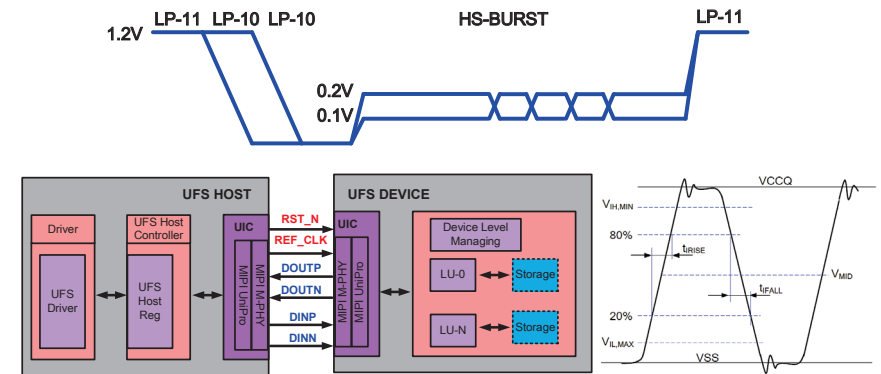 LP-11 LP-10 LP-10 HS-BURST LP-11
1.2V
0.2V
0.1V
UFS HOST
Driver
UFS
Driver
UFS Host
Controller
UFS
Host
Reg
UIC
MIPI UniPro
MIPI M-PHY
RST_N
REF_CLK
DOUTP
DOUTN
DINP
DINN
UFS DEVICE
UIC
MIPI M-PHY
MIPI UniPro
Device Level
Managing
LU-0
Storage
LU-N
Storage
VCCQ
VIH,MIN
80%
tIRISE
VMID
tIFALL
20%
VIL,MAX
VSS